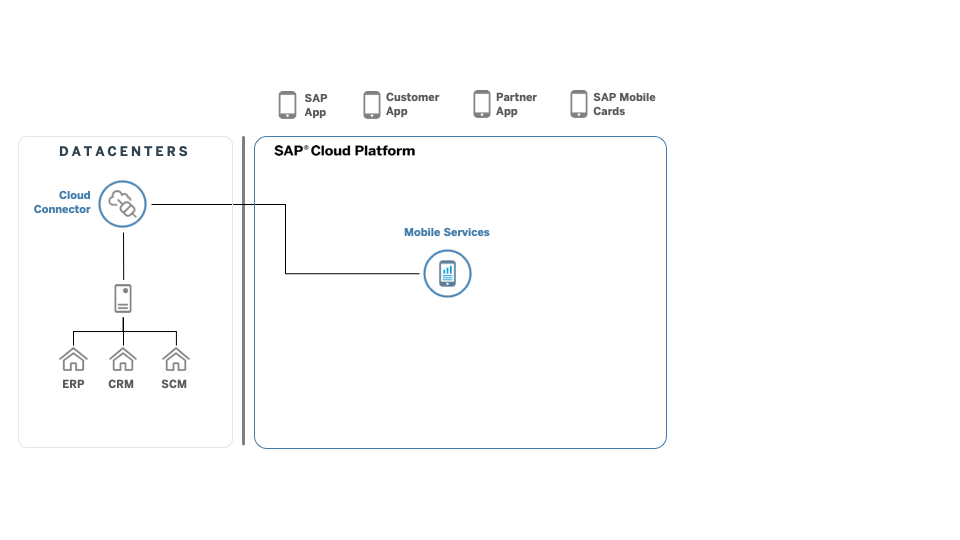 SAP
App
Customer
App
Partner
App
SAP Mobile
Cards
DATACENTERS
SAP® Cloud Platform
Cloud
Connector
Mobile Services
ERP
CRM
SCM